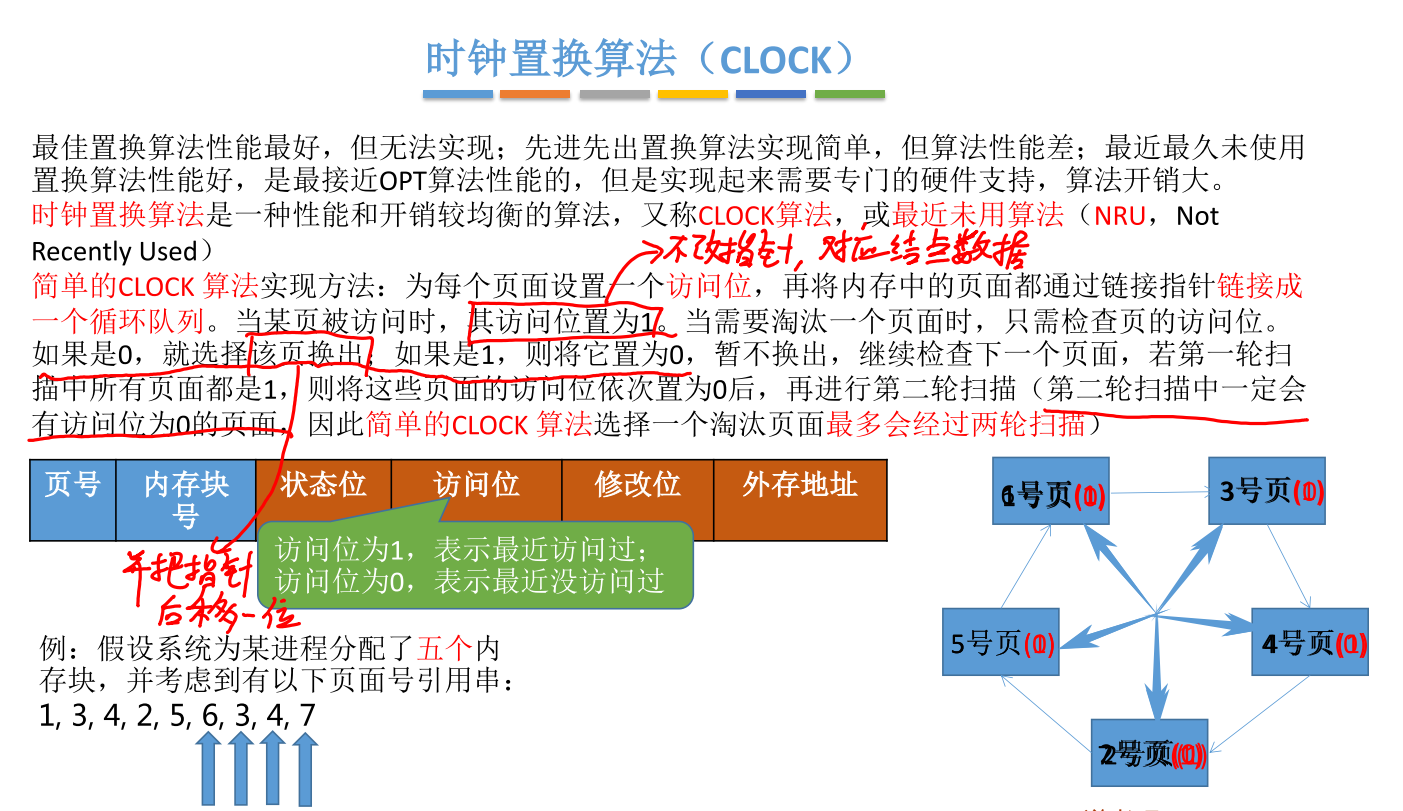 时钟置换算法（CLOCK）
最佳置换算法性能最好，但无法实现；先进先出置换算法实现简单，但算法性能差；最近最久未使用
置换算法性能好，是最接近OPT算法性能的，但是实现起来需要专门的硬件支持，算法开销大。
时钟置换算法是一种性能和开销较均衡的算法，又称CLOCK算法，或最近未用算法（NRU，Not
Recently Used）
不改指针，对应结点数据
简单的CLOCK 算法实现方法：为每个页面设置一个访问位，再将内存中的页面都通过链接指针链接成
一个循环队列。当某页被访问时，其访问位置为1。当需要淘汰一个页面时，只需检查页的访问位。
如果是0，就选择该页换出；如果是1，则将它置为0，暂不换出，继续检查下一个页面，若第一轮扫
描中所有页面都是1，则将这些页面的访问位依次置为0后，再进行第二轮扫描（第二轮扫描中一定会
有访问位为0的页面，因此简单的CLOCK 算法选择一个淘汰页面最多会经过两轮扫描）
页号 内存块号 状态位 访问位 修改位 外存地址
访问位为1，表示最近访问过；
访问位为0，表示最近没访问过
并把指针
后移一位
例：假设系统为某进程分配了五个内
存块，并考虑到有以下页面号引用串：
1, 3, 4, 2, 5, 6, 3, 4, 7
号页
3号页
5号页
4号页
号页